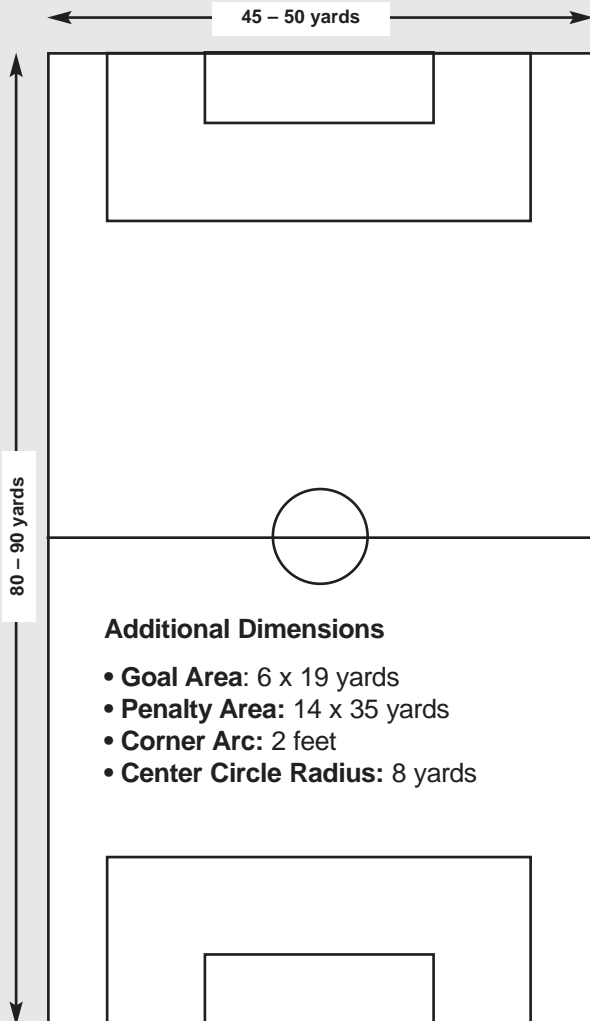 45 – 50 yards
80 – 90 yards
Additional Dimensions
• Goal Area: 6 x 19 yards
• Penalty Area: 14 x 35 yards
• Corner Arc: 2 feet
• Center Circle Radius: 8 yards